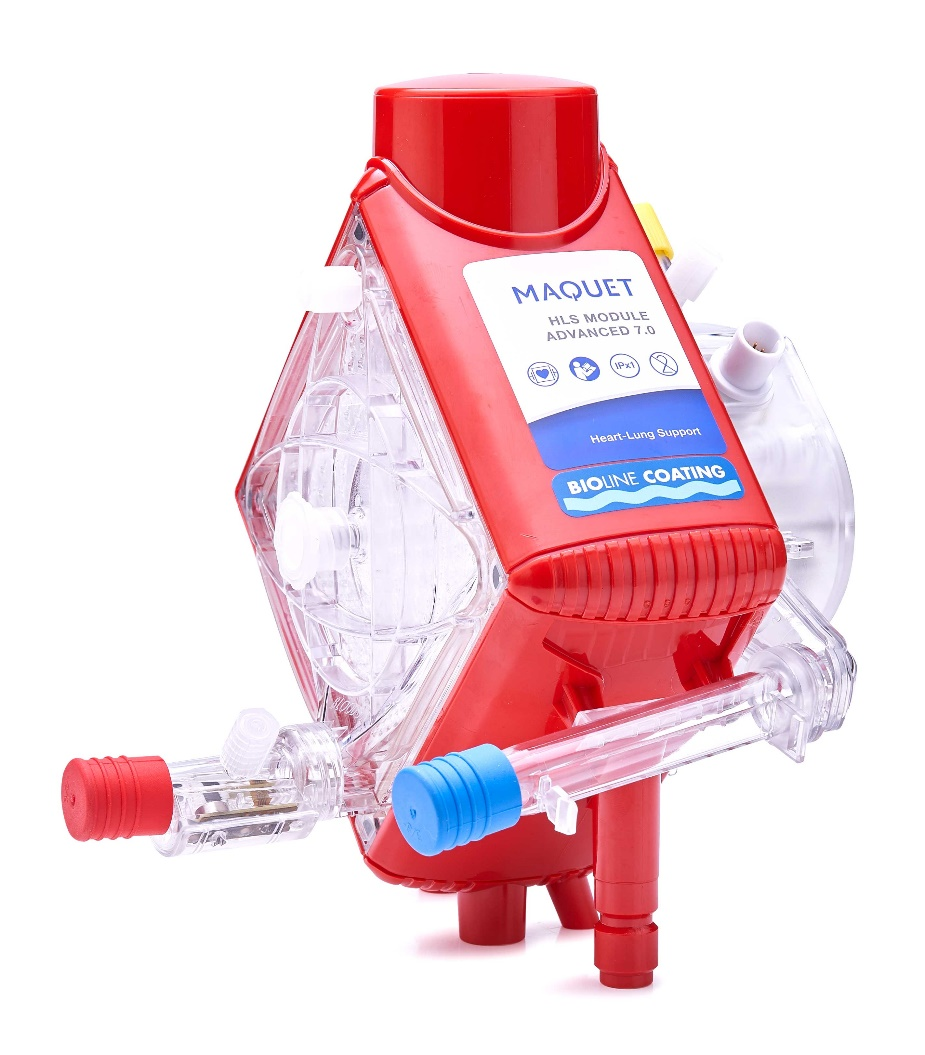 MAQUET
HLS MODULE
ADVANCED 7.0
IPx1
Heart-Lung Support
BIOLINE COATING